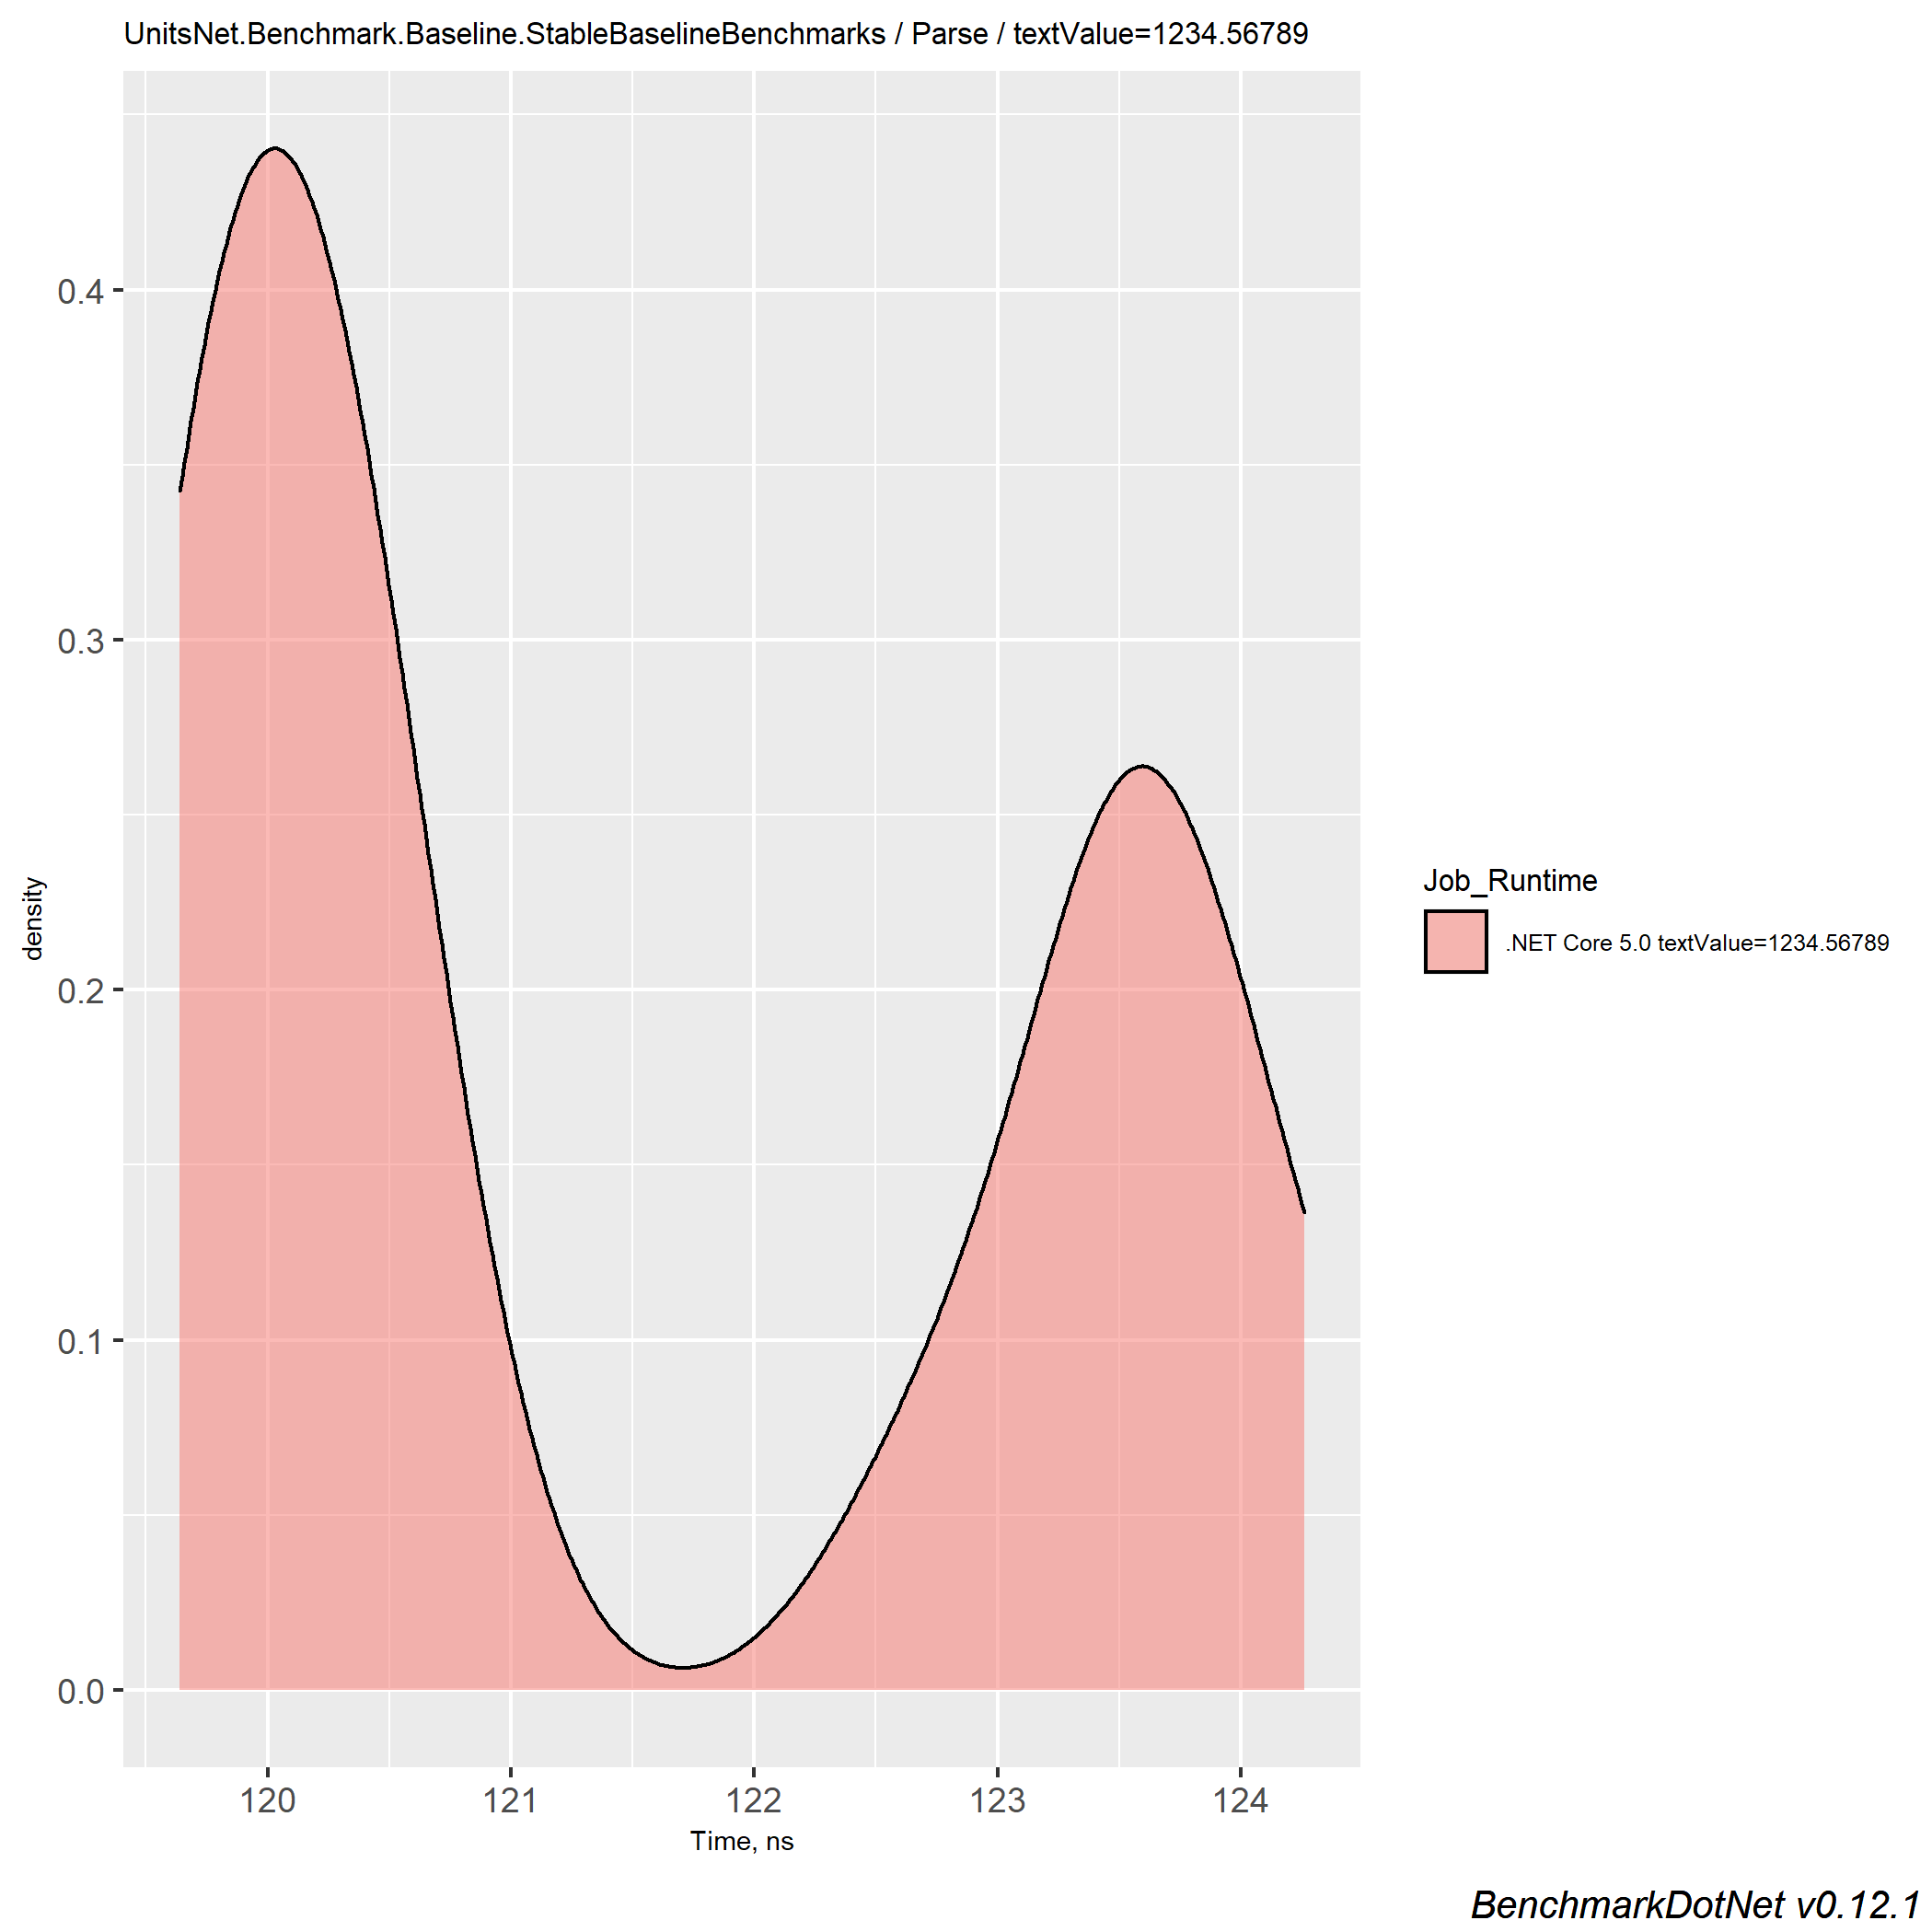 UnitsNet.Benchmark.Baseline.StableBaselineBenchmarks / Parse / textValue=1234.56789
density
0.4
0.3
0.2
0.1
0.0
120 121 122 123 124
Time, ns
Job_Runtime
.NET Core 5.0 textValue=1234.56789
BenchmarkDotNet v0.12.1